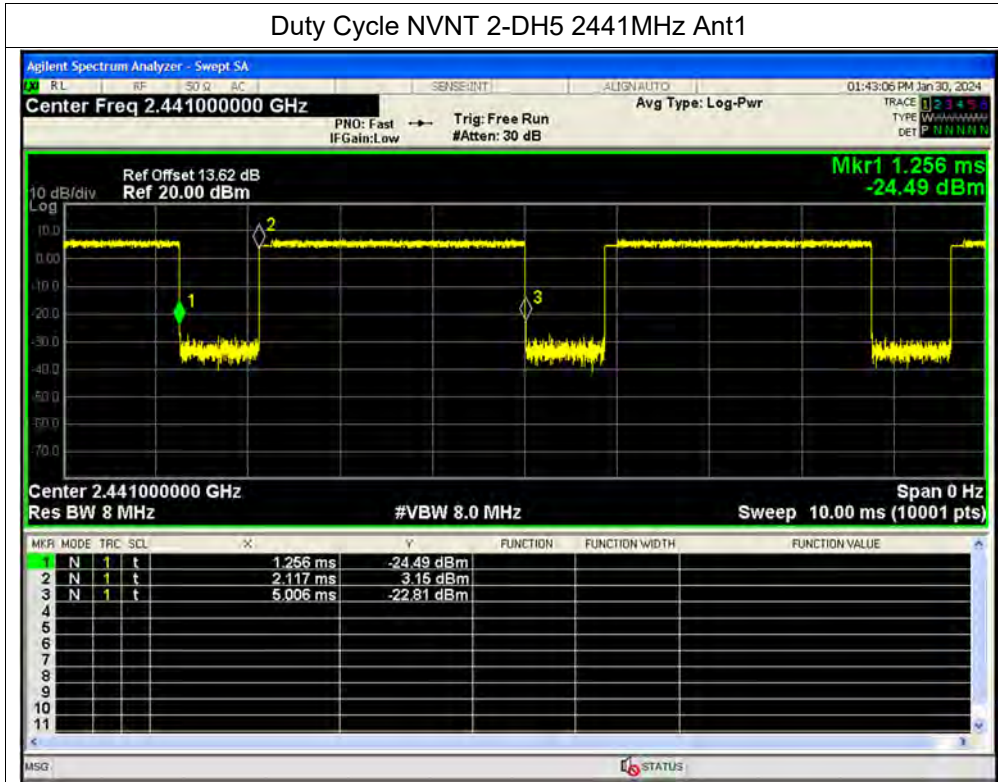 Duty Cycle NVNT 2-DH5 2441MHz Ant1
Agilent Spectrum Analyzer - Swept SA
LXI RL RF 50 Ω AC SENSE:INT ALIGNAUTO 01:43:06 PM Jan 30, 2024
Center Freq 2.441000000 GHz
PNO: Fast
IFGain:Low
Trig: Free Run
#Atten: 30 dB
Avg Type: Log-Pwr
TRACE 1 2 3 4 5 6
TYPE W
DET P N N N N N
Mkr1 1.256 ms
-24.49 dBm
Ref Offset 13.62 dB
10 dB/div Ref 20.00 dBm
Log
10.0
0.00
-10.0
-20.0
-30.0
-40.0
-50.0
-60.0
-70.0
1
2
3
Center 2.441000000 GHz Span 0 Hz
Res BW 8 MHz #VBW 8.0 MHz Sweep 10.00 ms (10001 pts)
MKR MODE TRC SCL X Y FUNCTION FUNCTION WIDTH FUNCTION VALUE
1 N 1 t 1.256 ms -24.49 dBm
2 N 1 t 2.117 ms 3.15 dBm
3 N 1 t 5.006 ms -22.81 dBm
4
5
6
7
8
9
10
11
MSG STATUS